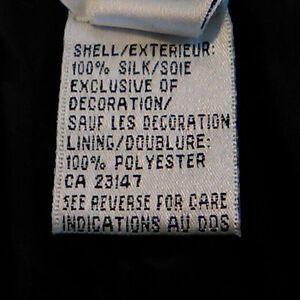 SHELL/EXTERIEUR:
100% SILK/SOIE
EXCLUSIVE OF
DECORATION/
SAUF LES DECORATION
LINING/DOUBLURE:
100% POLYESTER
CA 23147
SEE REVERSE FOR CARE
INDICATIONS AU DOS